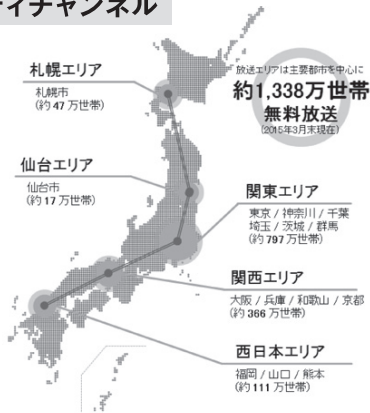 ィチャンネル
札幌エリア
札幌市
(約47万世帯)
放送エリアは主要都市を中心に
約1,338万世帯
無料放送
(2015年3月末現在)
仙台エリア
仙台市
(約17万世帯)
関東エリア
東京 / 神奈川 / 千葉
埼玉 / 茨城 / 群馬
(約797万世帯)
関西エリア
大阪 / 兵庫 / 和歌山 / 京都
(約366万世帯)
西日本エリア
福岡 / 山口 / 熊本
(約111万世帯)